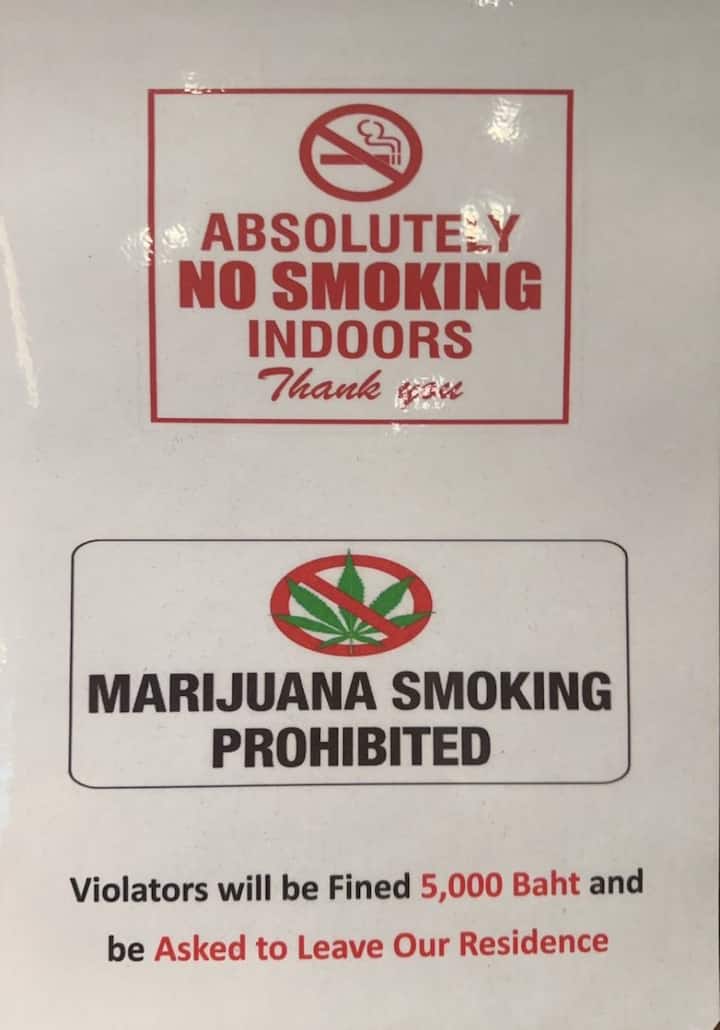 ABSOLUTELY
NO SMOKING
INDOORS
Thank you
MARIJUANA SMOKING
PROHIBITED
Violators will be Fined 5,000 Baht and
be Asked to Leave Our Residence